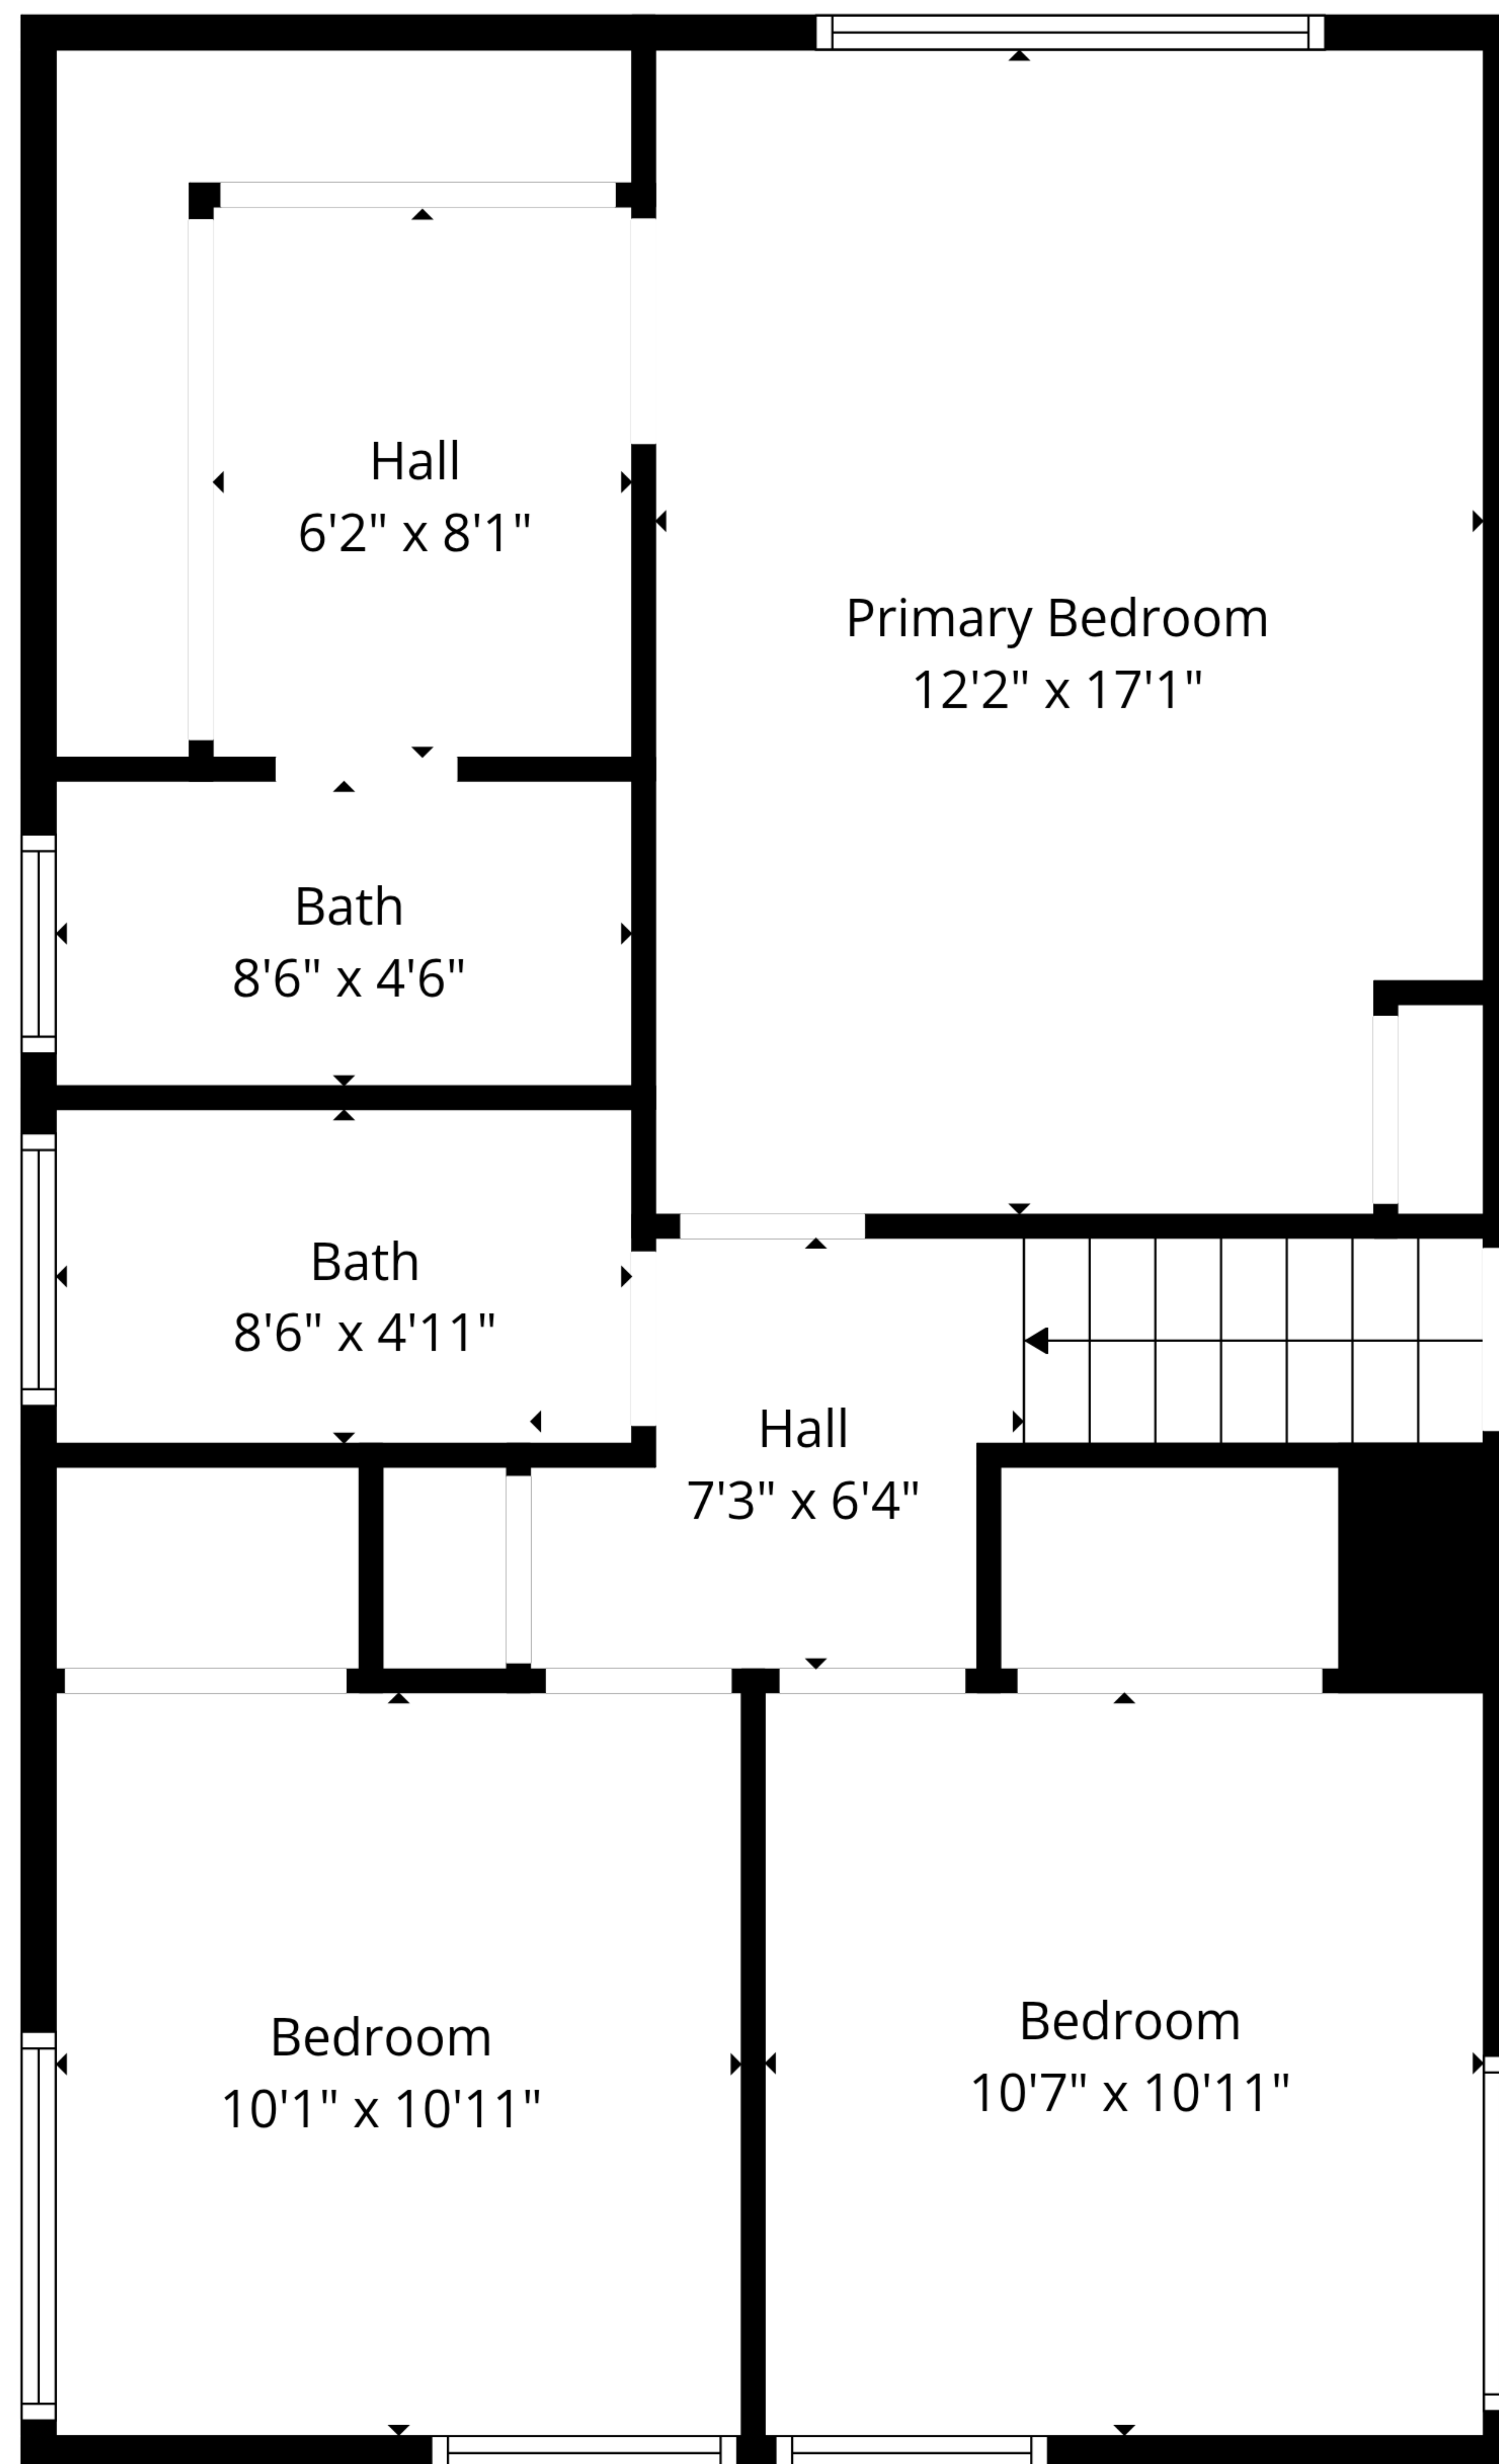 Hall
6'2" x 8'1"
Primary Bedroom
12'2" x 17'1"
Bath
8'6" x 4'6"
Bath
8'6" x 4'11"
Hall
7'3" x 6'4"
Bedroom
10'1" x 10'11"
Bedroom
10'7" x 10'11"